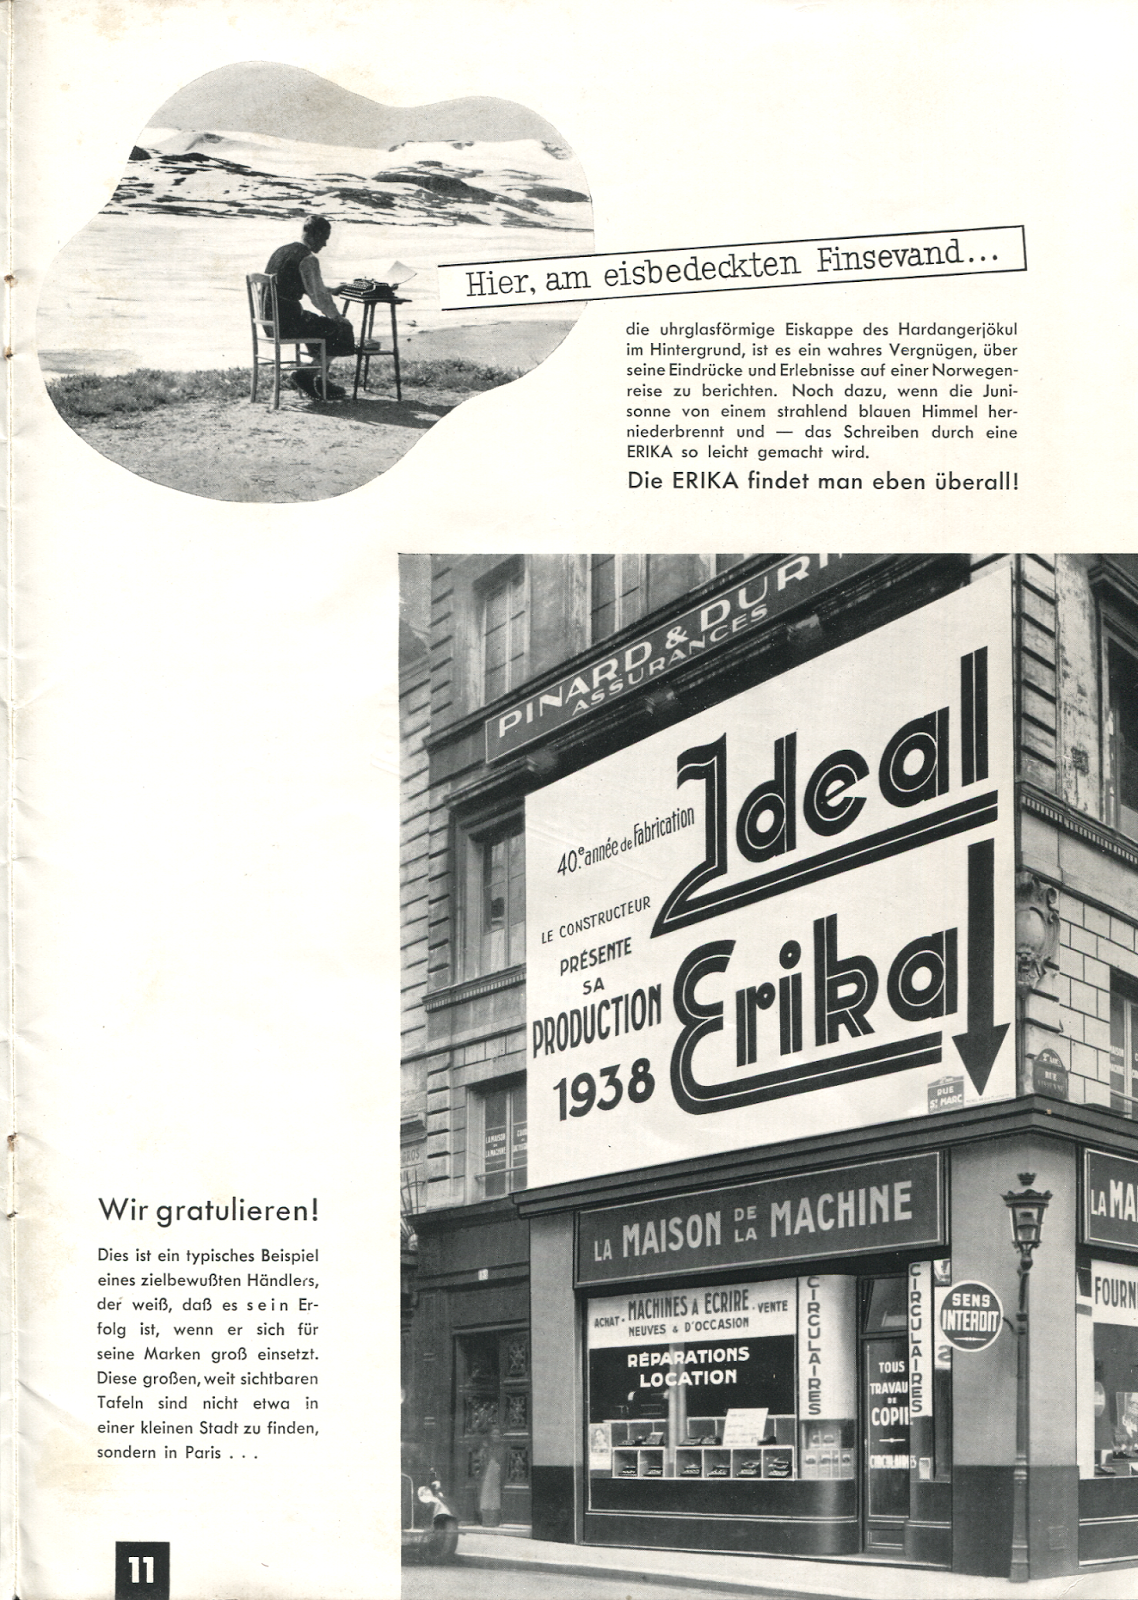 Hier, am eisbedeckten Finsevand...
die uhrglasförmige Eiskappe des Hardangerjökul
im Hintergrund, ist es ein wahres Vergnügen, über
seine Eindrücke und Erlebnisse auf einer Norwegen-
reise zu berichten. Noch dazu, wenn die Juni-
sonne von einem strahlend blauen Himmel her-
niederbrennt und — das Schreiben durch eine
ERIKA so leicht gemacht wird.
Die ERIKA findet man eben überall!
PINARD & DURI
ASSURANCES
40e. année de Fabrication
Ideal
LE CONSTRUCTEUR
PRÉSENTE
SA
PRODUCTION
1938
Erika
RUE
St MARC
RUE
LA MAISON DE LA MACHINE
LA MA
ACHAT - MACHINES A ECRIRE - VENTE
NEUVES & D'OCCASION
RÉPARATIONS
LOCATION
CIRCULAIRES
CIRCULAIRES
TOUS
TRAVAU
DE
COPIE
CIRCULAIRES
SENS
INTERDIT
FOURN
Wir gratulieren!
Dies ist ein typisches Beispiel
eines zielbewußten Händlers,
der weiß, daß es sein Er-
folg ist, wenn er sich für
seine Marken groß einsetzt.
Diese großen, weit sichtbaren
Tafeln sind nicht etwa in
einer kleinen Stadt zu finden,
sondern in Paris . . .
11